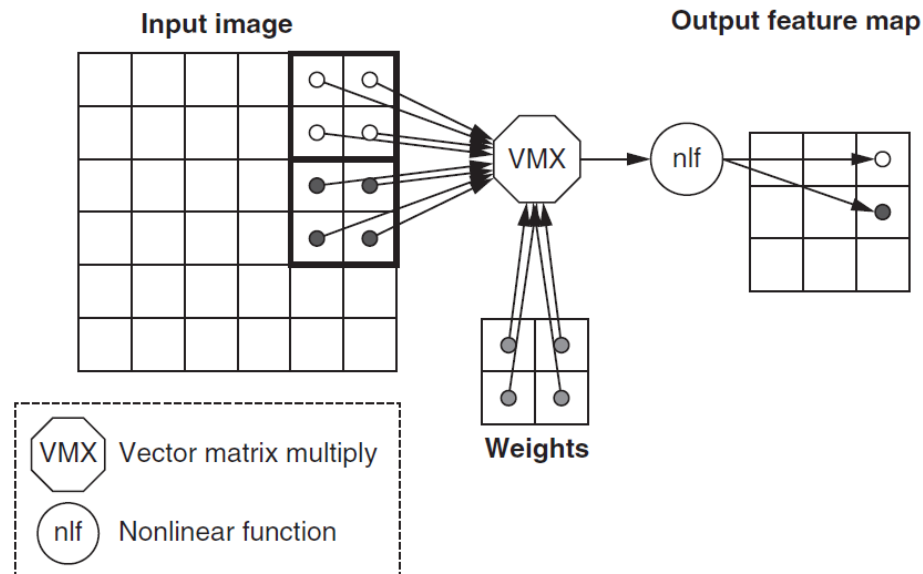 Input image
Output feature map
VMX
nlf
Weights
VMX Vector matrix multiply
nlf Nonlinear function